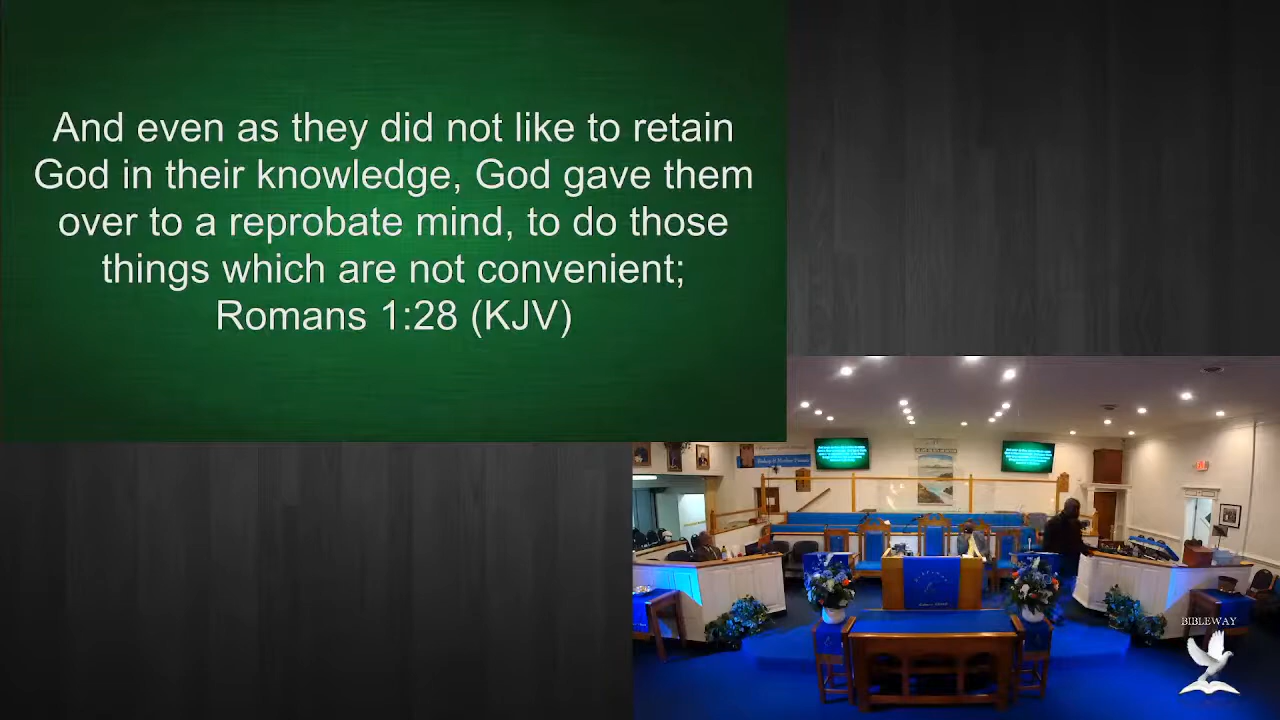 And even as they did not like to retain
God in their knowledge, God gave them
over to a reprobate mind, to do those
things which are not convenient;
Romans 1:28 (KJV)
BIBLEWAY